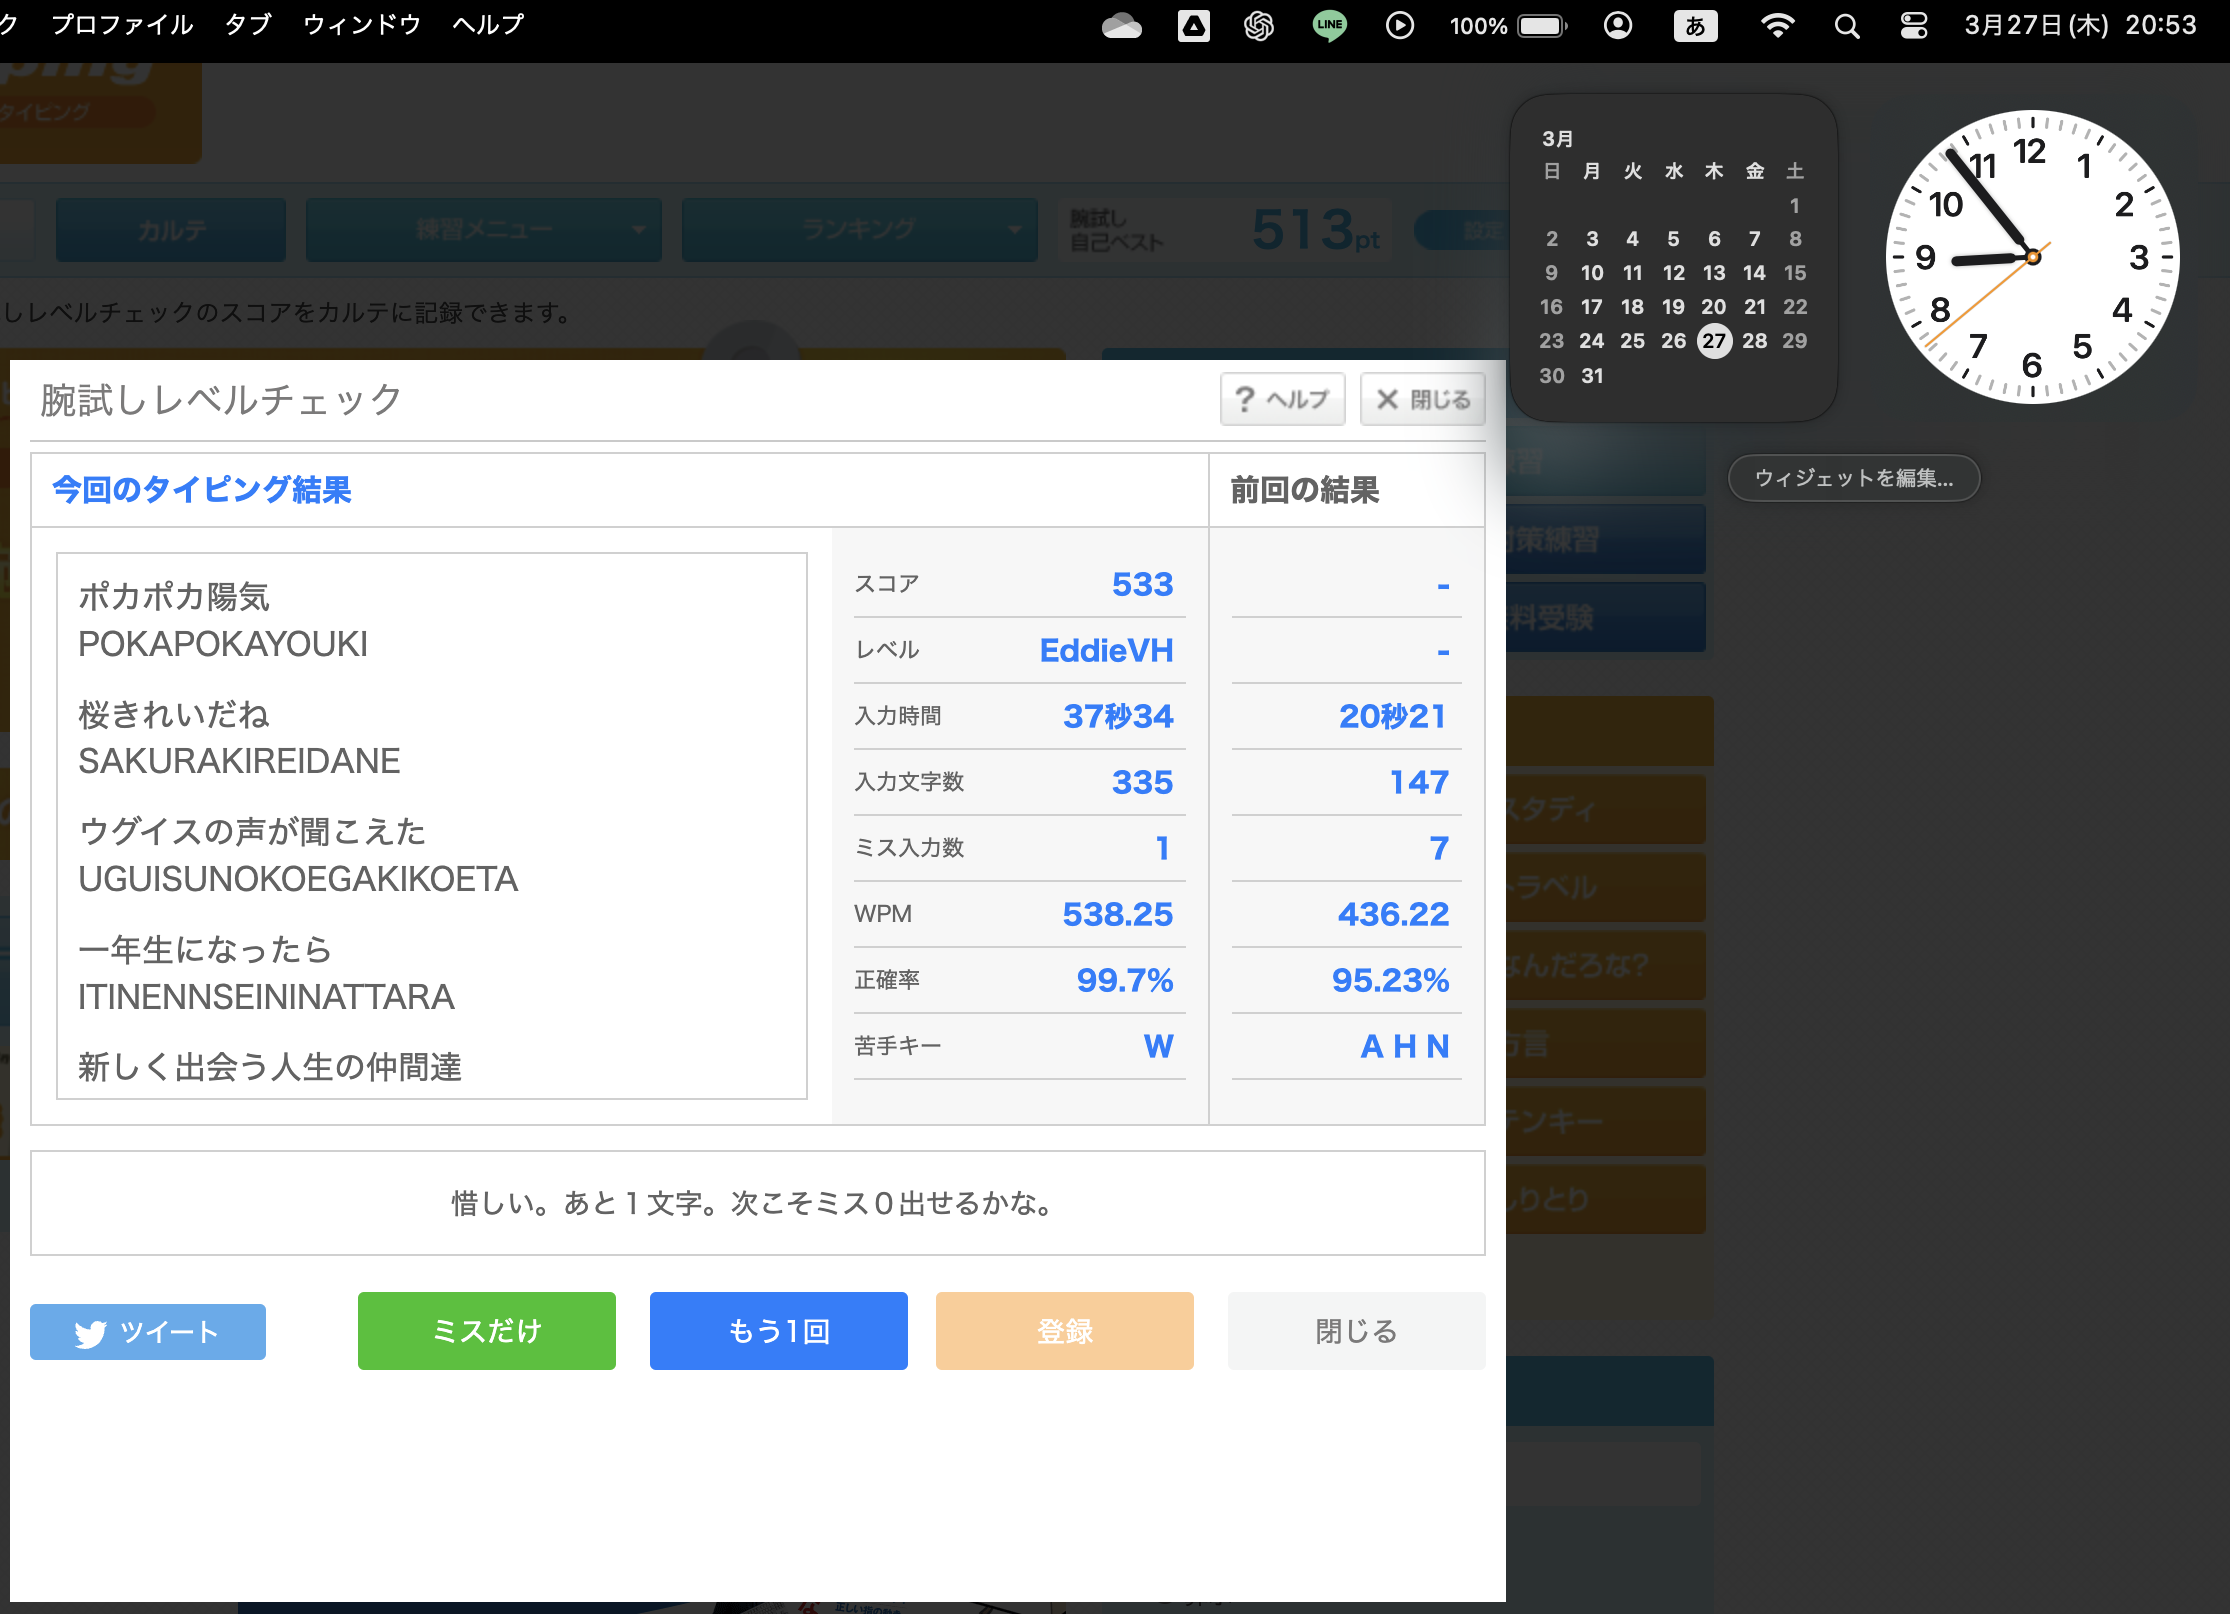 プロファイル タブ ウィンドウ ヘルプ LINE 100% あ 3月27日(木) 20:53
タイピング
カルテ 練習メニュー ランキング 腕試し 自己ベスト 513pt 設定
しレベルチェックのスコアをカルテに記録できます。
3月
日 月 火 水 木 金 土
1
2 3 4 5 6 7 8
9 10 11 12 13 14 15
16 17 18 19 20 21 22
23 24 25 26 27 28 29
30 31
12 1 2 3 4 5 6 7 8 9 10 11
ウィジェットを編集...
腕試しレベルチェック
? ヘルプ
× 閉じる
今回のタイピング結果 前回の結果
ポカポカ陽気
POKAPOKAYOUKI
桜きれいだね
SAKURAKIREIDANE
ウグイスの声が聞こえた
UGUISUNOKOEGAKIKOETA
一年生になったら
ITINENNSEININATTARA
新しく出会う人生の仲間達
スコア 533 -
レベル EddieVH -
入力時間 37秒34 20秒21
入力文字数 335 147
ミス入力数 1 7
WPM 538.25 436.22
正確率 99.7% 95.23%
苦手キー W A H N
惜しい。あと１文字。次こそミス０出せるかな。
ツイート
ミスだけ
もう1回
登録
閉じる
策練習
料受験
スタディ
トラベル
なんだろな?
方言
テンキー
しりとり